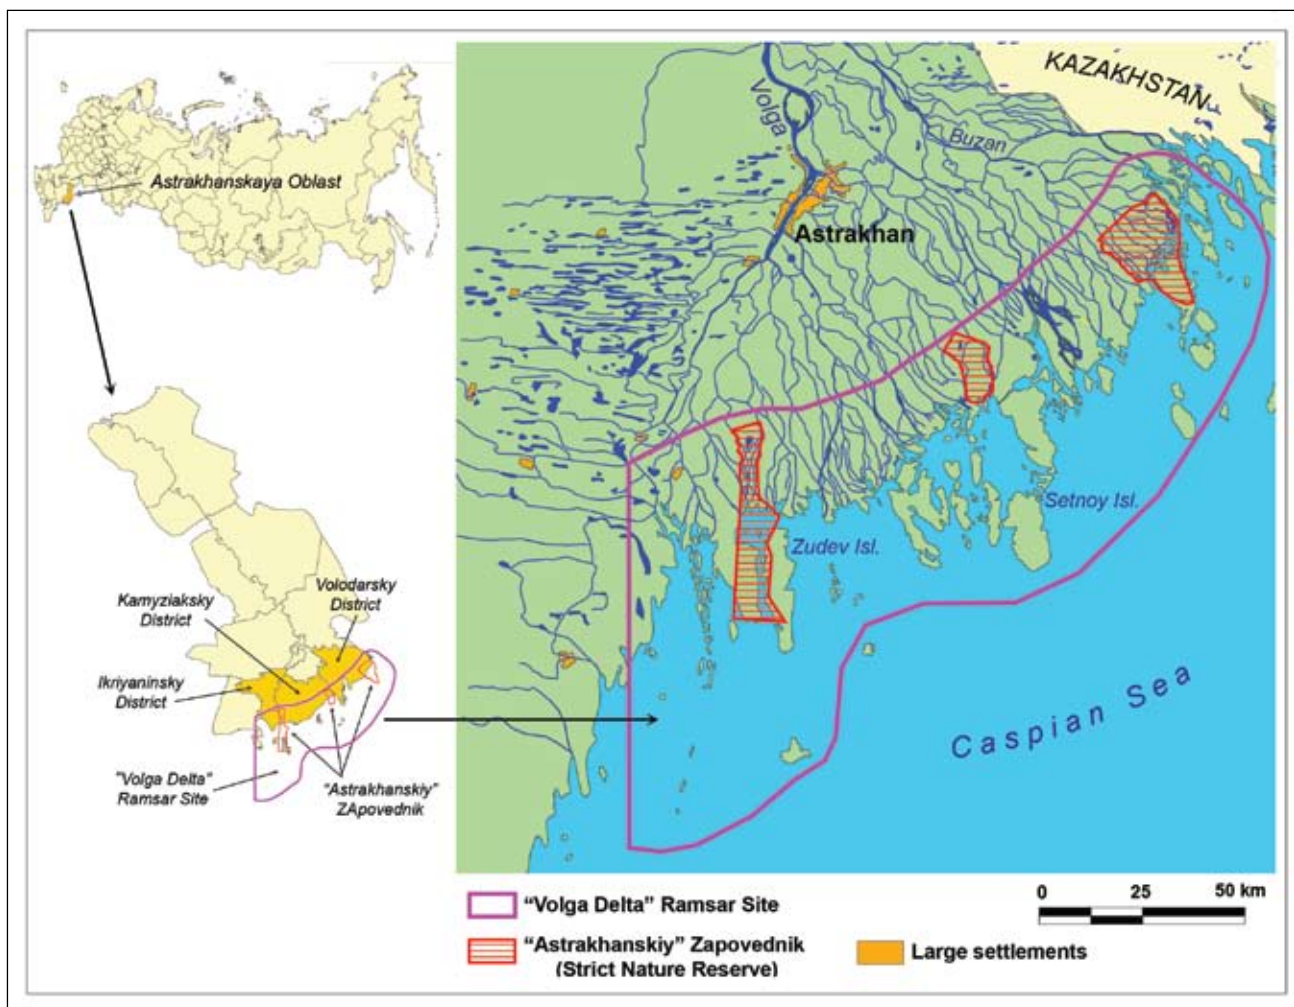 Astrakhanskaya Oblast
Volodarsky
District
Kamyziaksky
District
Ikriyaninsky
District
"Volga Delta"
Ramsar Site
"Astrakhanskiy"
ZApovednik
KAZAKHSTAN
Volga
Buzan
Astrakhan
Setnoy Isl.
Zudev Isl.
Caspian Sea
“Volga Delta” Ramsar Site
“Astrakhanskiy” Zapovednik
(Strict Nature Reserve)
Large settlements
0 25 50 km